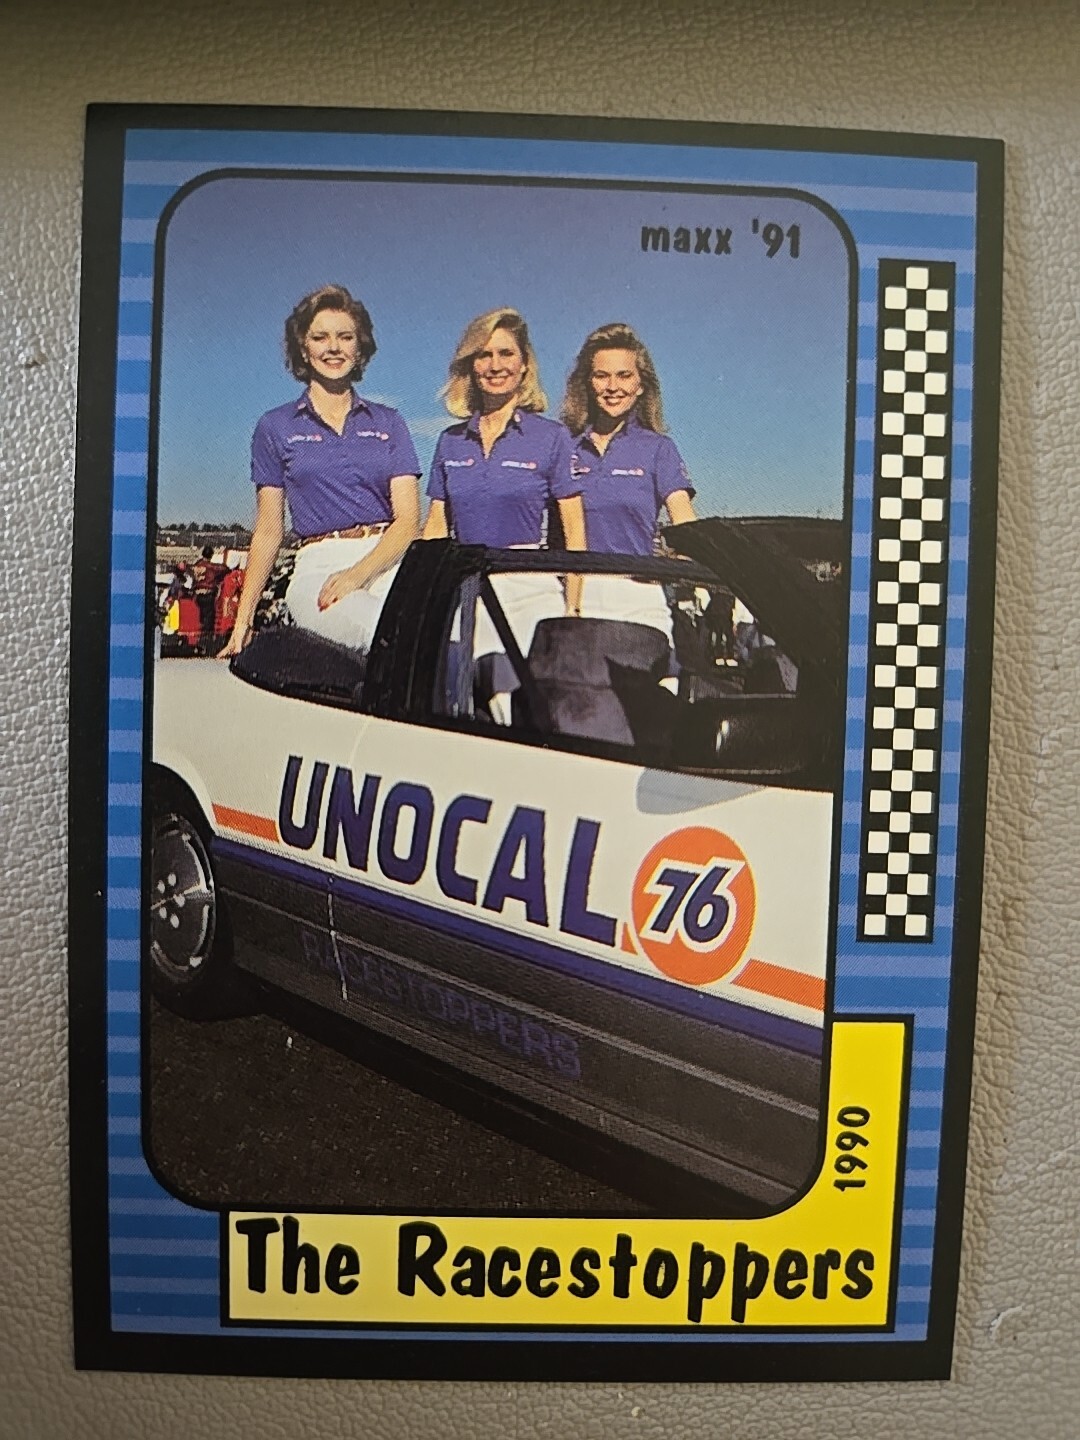 maxx '91
UNOCAL 76
RACESTOPPERS
1990
The Racestoppers